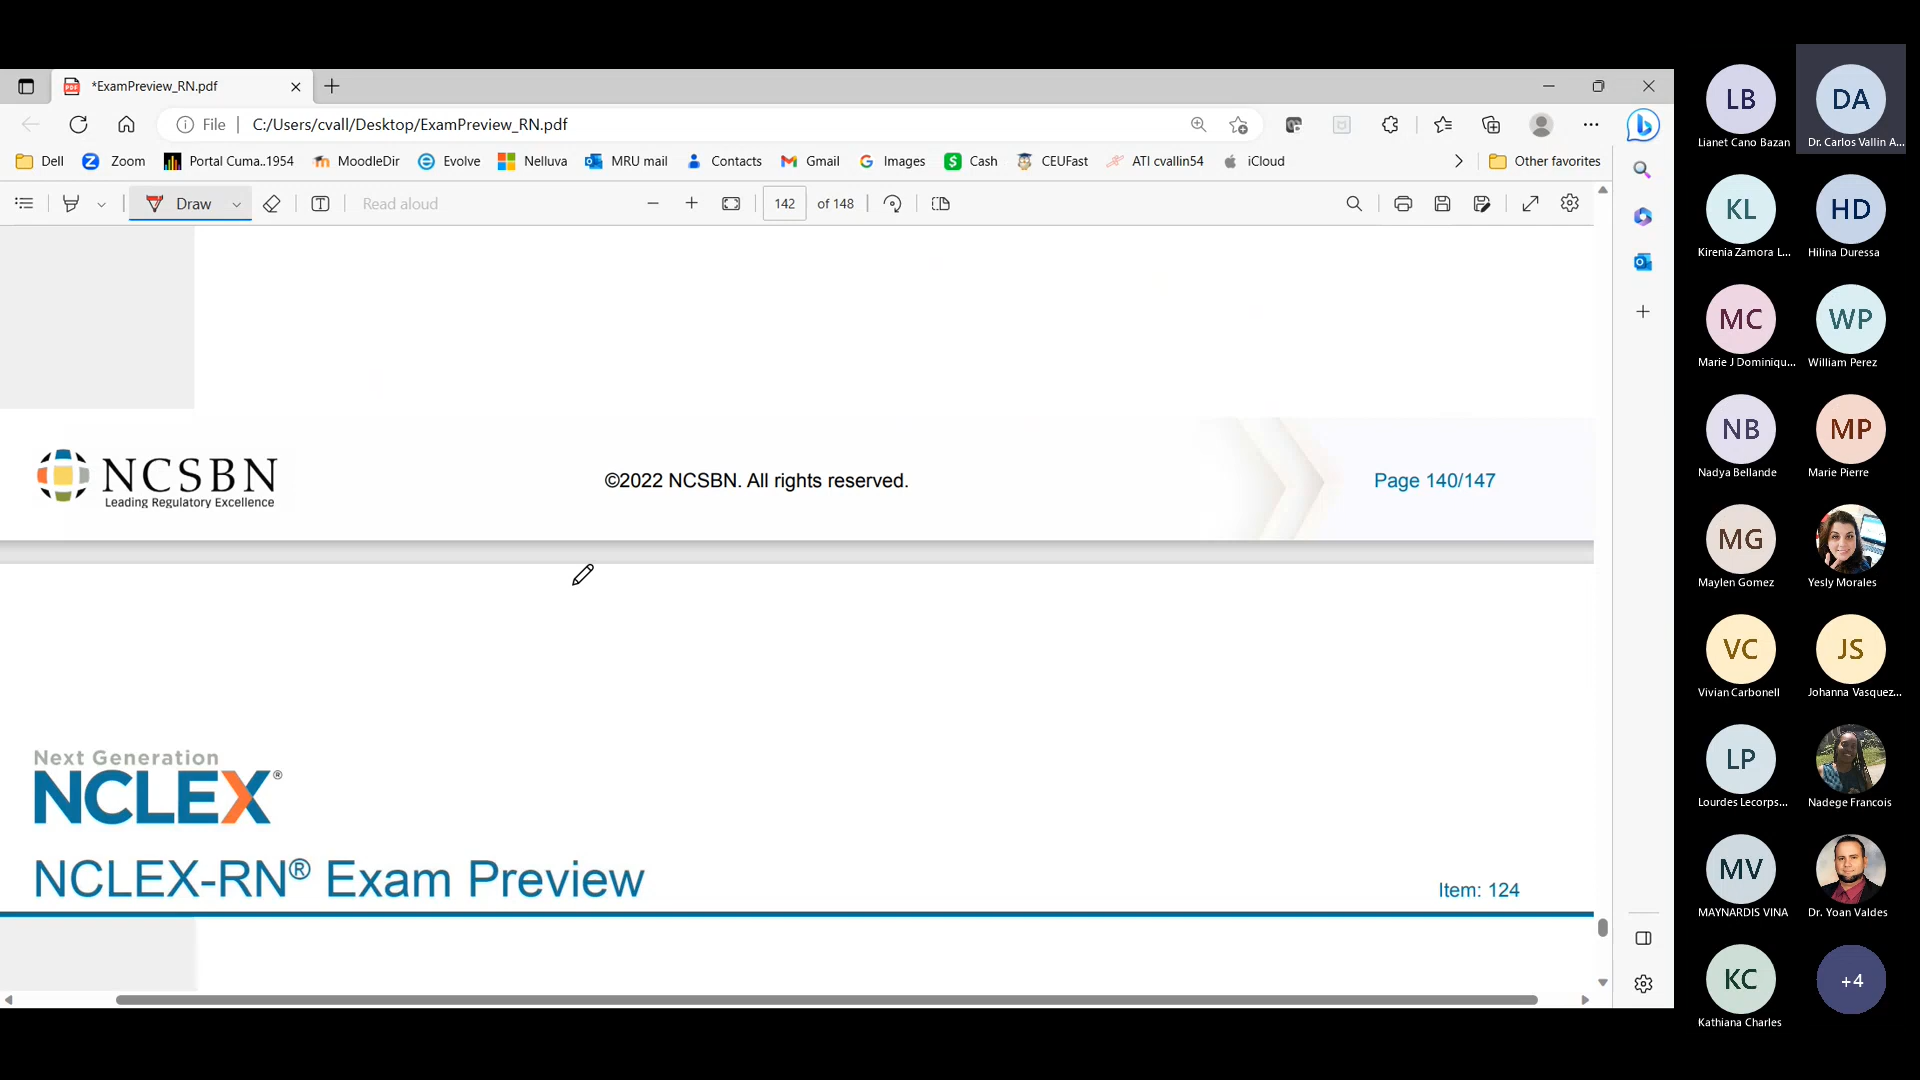 *ExamPreview_RN.pdf
File
C:/Users/cvall/Desktop/ExamPreview_RN.pdf
Dell
Zoom
Portal Cuma..1954
MoodleDir
Evolve
Nelluva
MRU mail
Contacts
Gmail
Images
Cash
CEUFast
ATI cvallin54
iCloud
Other favorites
Draw
Read aloud
142 of 148
NCSBN
Leading Regulatory Excellence
©2022 NCSBN. All rights reserved.
Page 140/147
Next Generation
NCLEX®
NCLEX-RN® Exam Preview
Item: 124
LB
Lianet Cano Bazan
DA
Dr. Carlos Vallin A...
KL
Kirenia Zamora L...
HD
Hilina Duressa
MC
Marie J Dominiqu...
WP
William Perez
NB
Nadya Bellande
MP
Marie Pierre
MG
Maylen Gomez
Yesly Morales
VC
Vivian Carbonell
JS
Johanna Vasquez...
LP
Lourdes Lecorps...
Nadege Francois
MV
MAYNARDIS VINA
Dr. Yoan Valdes
KC
Kathiana Charles
+4